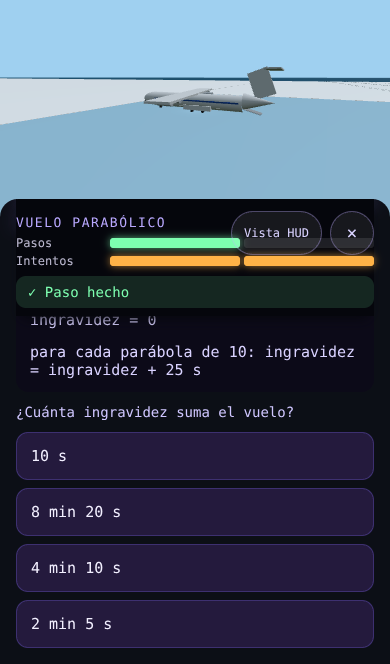 VUELO PARABÓLICO
Vista HUD
×
Pasos
Intentos
✓ Paso hecho
ingravidez = 0
para cada parábola de 10: ingravidez
= ingravidez + 25 s
¿Cuánta ingravidez suma el vuelo?
10 s
8 min 20 s
4 min 10 s
2 min 5 s